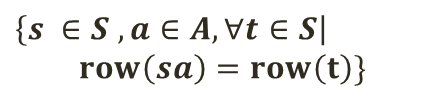 {s ∈ S ,a ∈ A, ∀t ∈ S|
row(sa) = row(t)}